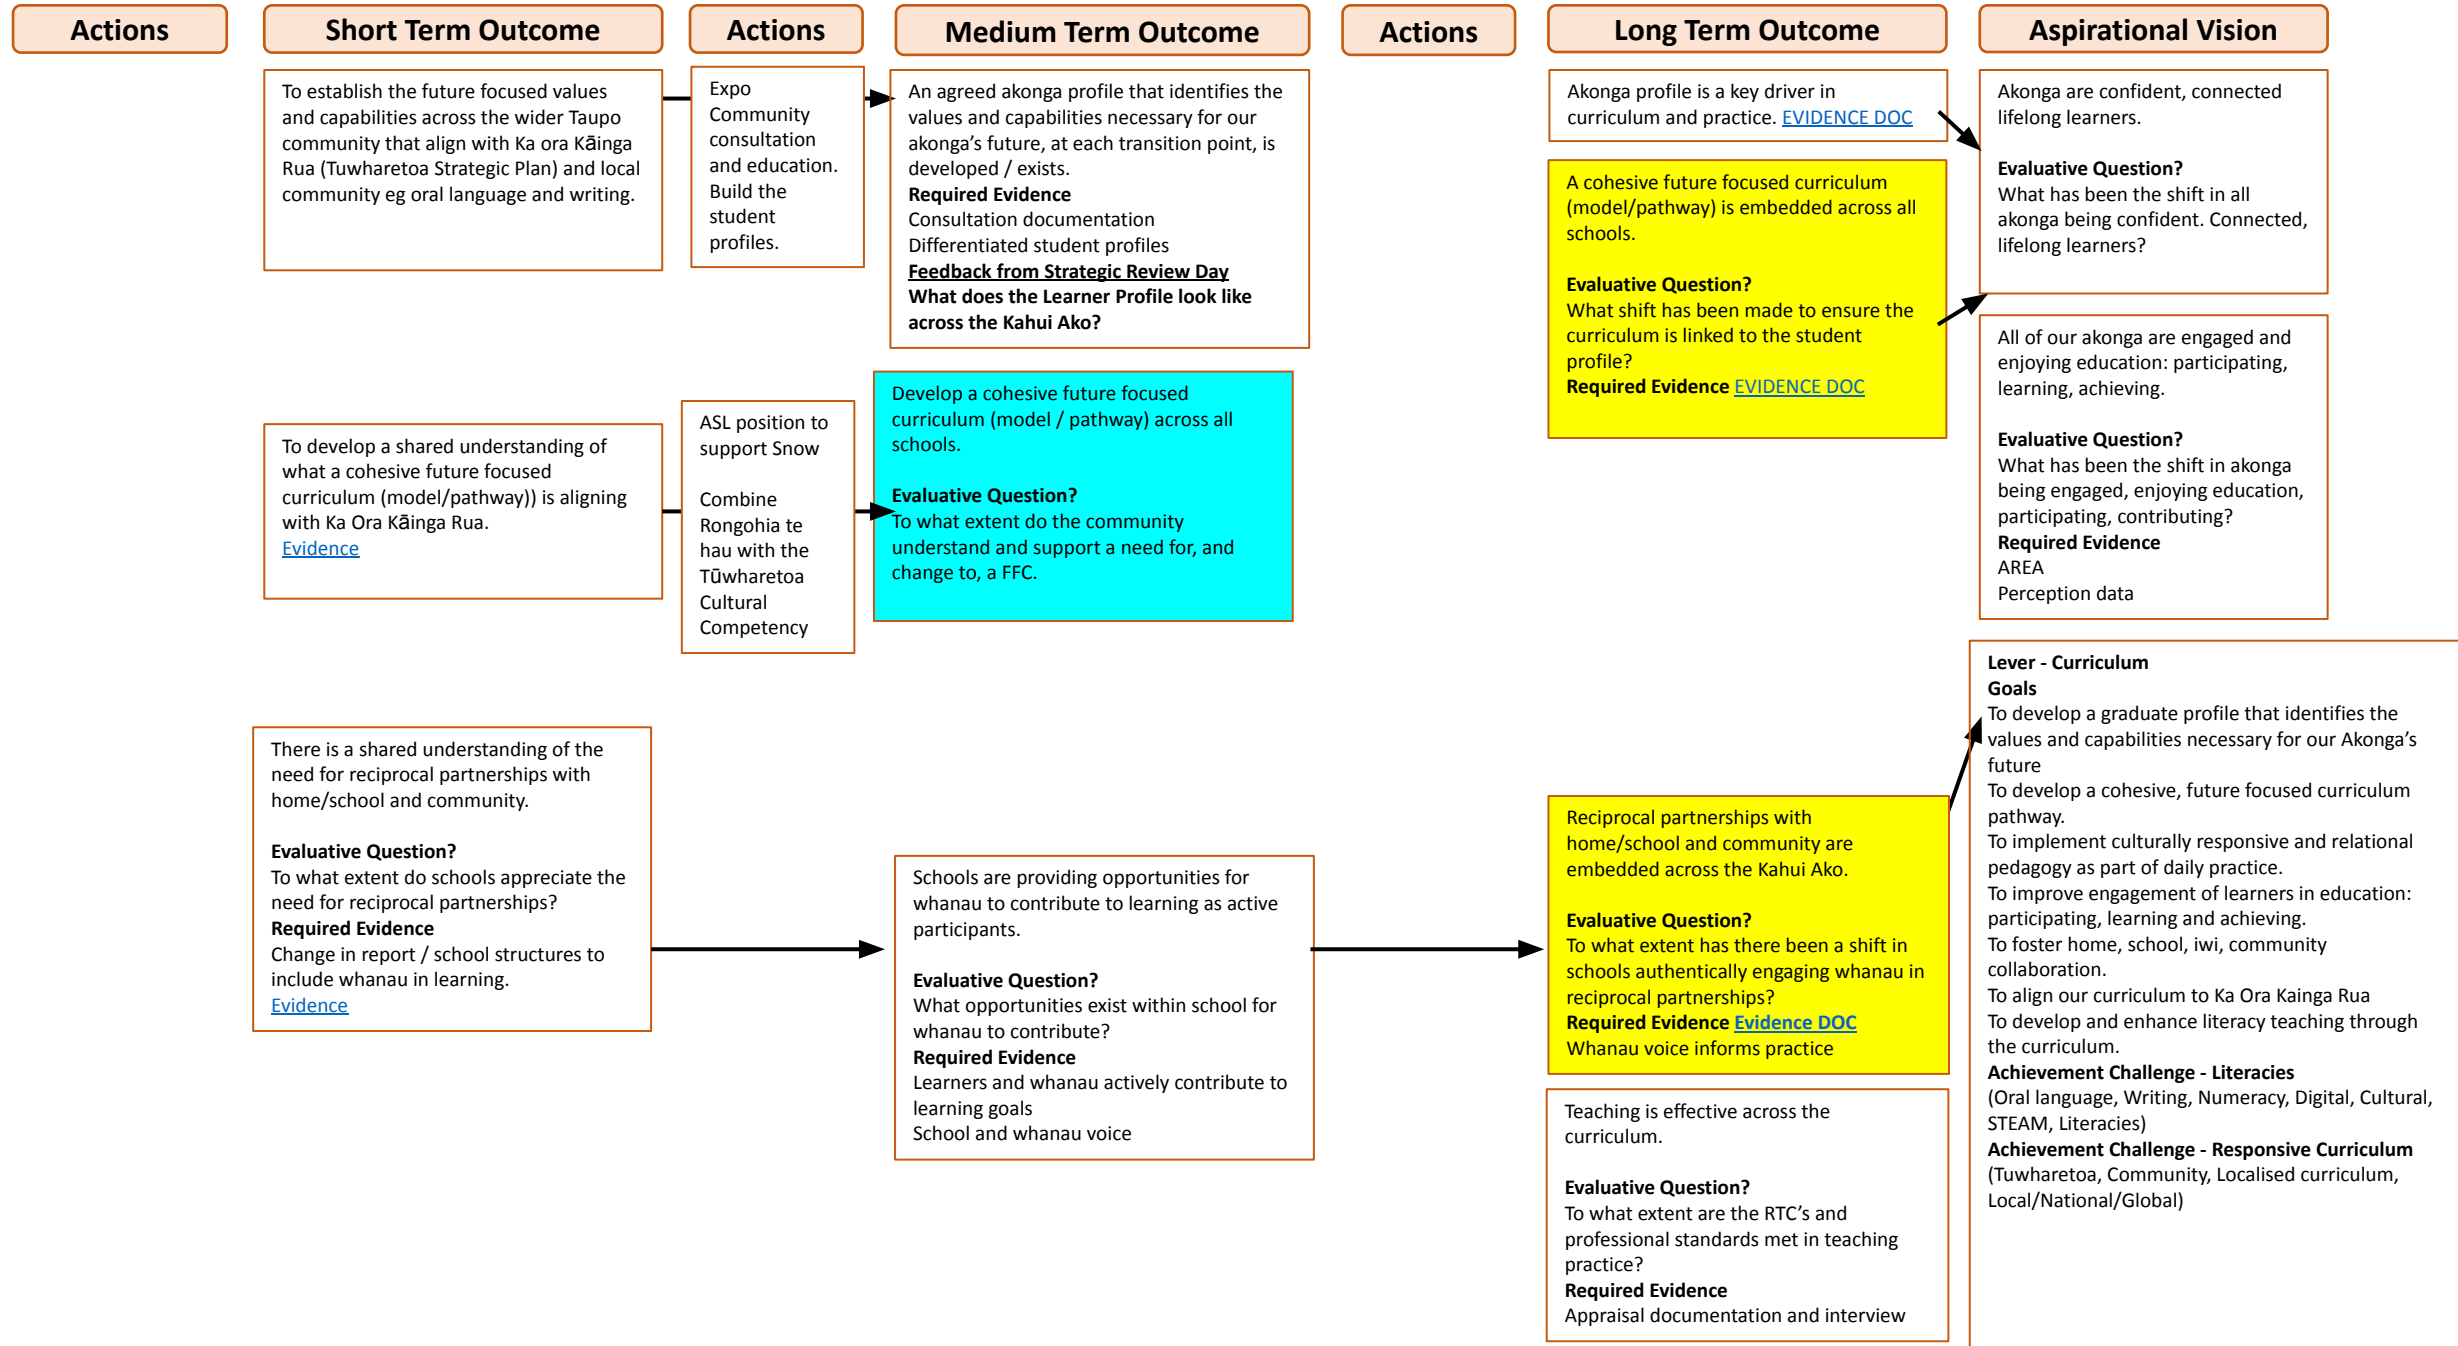 Actions
Short Term Outcome
Actions
Medium Term Outcome
Actions
Long Term Outcome
Aspirational Vision
To establish the future focused values
and capabilities across the wider Taupo
community that align with Ka ora Kāinga
Rua (Tuwharetoa Strategic Plan) and local
community eg oral language and writing.
Expo
Community
consultation
and education.
Build the
student
profiles.
An agreed akonga profile that identifies the
values and capabilities necessary for our
akonga’s future, at each transition point, is
developed / exists.
Required Evidence
Consultation documentation
Differentiated student profiles
Feedback from Strategic Review Day
What does the Learner Profile look like
across the Kahui Ako?
Akonga profile is a key driver in
curriculum and practice. EVIDENCE DOC
Akonga are confident, connected
lifelong learners.
Evaluative Question?
What has been the shift in all
akonga being confident. Connected,
lifelong learners?
A cohesive future focused curriculum
(model/pathway) is embedded across all
schools.
Evaluative Question?
What shift has been made to ensure the
curriculum is linked to the student
profile?
Required Evidence EVIDENCE DOC
All of our akonga are engaged and
enjoying education: participating,
learning, achieving.
Evaluative Question?
What has been the shift in akonga
being engaged, enjoying education,
participating, contributing?
Required Evidence
AREA
Perception data
To develop a shared understanding of
what a cohesive future focused
curriculum (model/pathway)) is aligning
with Ka Ora Kāinga Rua.
Evidence
ASL position to
support Snow
Combine
Rongohia te
hau with the
Tūwharetoa
Cultural
Competency
Develop a cohesive future focused
curriculum (model / pathway) across all
schools.
Evaluative Question?
To what extent do the community
understand and support a need for, and
change to, a FFC.
There is a shared understanding of the
need for reciprocal partnerships with
home/school and community.
Evaluative Question?
To what extent do schools appreciate the
need for reciprocal partnerships?
Required Evidence
Change in report / school structures to
include whanau in learning.
Evidence
Schools are providing opportunities for
whanau to contribute to learning as active
participants.
Evaluative Question?
What opportunities exist within school for
whanau to contribute?
Required Evidence
Learners and whanau actively contribute to
learning goals
School and whanau voice
Reciprocal partnerships with
home/school and community are
embedded across the Kahui Ako.
Evaluative Question?
To what extent has there been a shift in
schools authentically engaging whanau in
reciprocal partnerships?
Required Evidence Evidence DOC
Whanau voice informs practice
Teaching is effective across the
curriculum.
Evaluative Question?
To what extent are the RTC’s and
professional standards met in teaching
practice?
Required Evidence
Appraisal documentation and interview
Lever - Curriculum
Goals
To develop a graduate profile that identifies the
values and capabilities necessary for our Akonga’s
future
To develop a cohesive, future focused curriculum
pathway.
To implement culturally responsive and relational
pedagogy as part of daily practice.
To improve engagement of learners in education:
participating, learning and achieving.
To foster home, school, iwi, community
collaboration.
To align our curriculum to Ka Ora Kainga Rua
To develop and enhance literacy teaching through
the curriculum.
Achievement Challenge - Literacies
(Oral language, Writing, Numeracy, Digital, Cultural,
STEAM, Literacies)
Achievement Challenge - Responsive Curriculum
(Tuwharetoa, Community, Localised curriculum,
Local/National/Global)